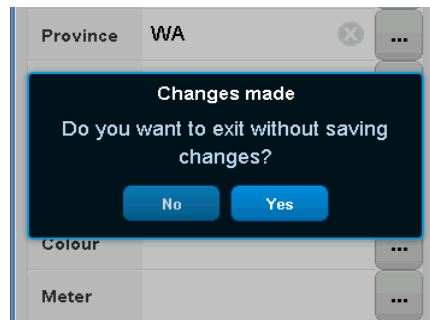 Province WA ...
Changes made
Do you want to exit without saving
changes?
No Yes
Colour ...
Meter ...